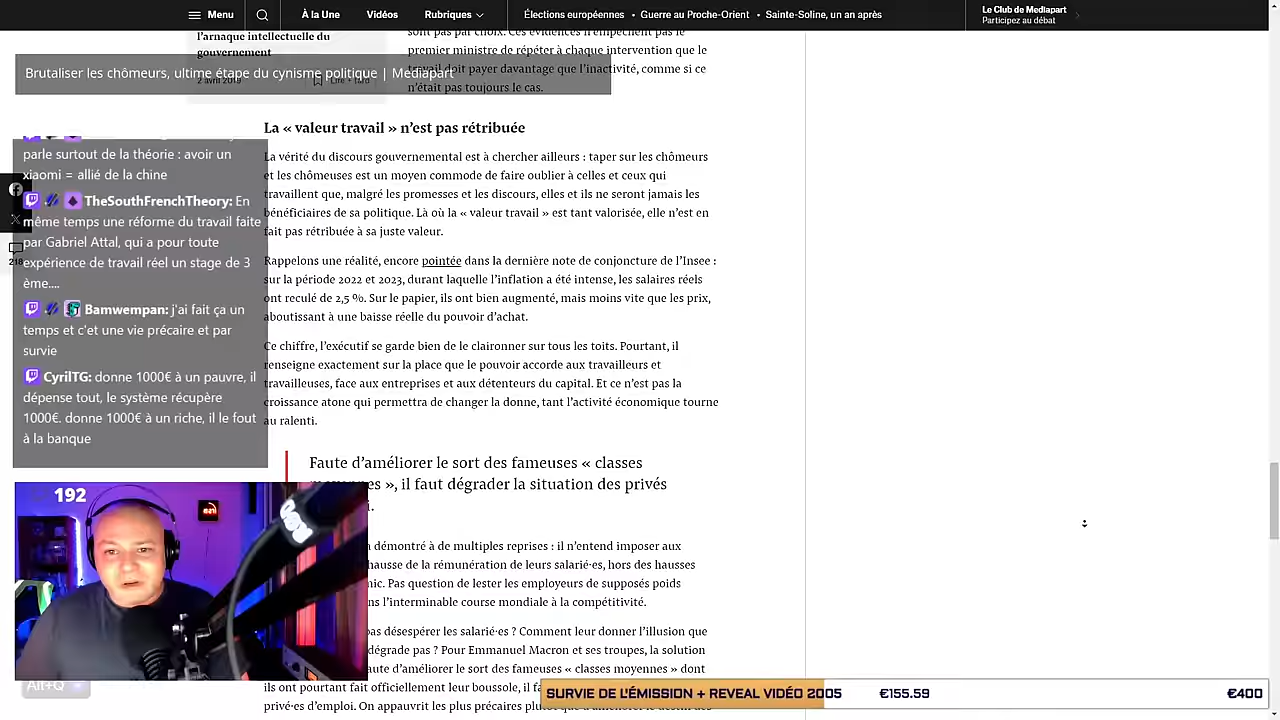 Menu
À la Une
Vidéos
Rubriques
Élections européennes • Guerre au Proche-Orient • Sainte-Soline, un an après
Le Club de Mediapart
Participez au débat
l’arnaque intellectuelle du
gouvernement
2 avril 2019
Lire + tard
sont pas par choix. Ces évidences n’empêchent pas le
premier ministre de répéter à chaque intervention que le
travail doit payer davantage que l’inactivité, comme si ce
n’était pas toujours le cas.
Brutaliser les chômeurs, ultime étape du cynisme politique | Mediapart
La « valeur travail » n’est pas rétribuée
La vérité du discours gouvernemental est à chercher ailleurs : taper sur les chômeurs
et les chômeuses est un moyen commode de faire oublier à celles et ceux qui
travaillent que, malgré les promesses et les discours, elles et ils ne seront jamais les
bénéficiaires de sa politique. Là où la « valeur travail » est tant valorisée, elle n’est en
fait pas rétribuée à sa juste valeur.
Rappelons une réalité, encore pointée dans la dernière note de conjoncture de l’Insee :
sur la période 2022 et 2023, durant laquelle l’inflation a été intense, les salaires réels
ont reculé de 2,5 %. Sur le papier, ils ont bien augmenté, mais moins vite que les prix,
aboutissant à une baisse réelle du pouvoir d’achat.
Ce chiffre, l’exécutif se garde bien de le claironner sur tous les toits. Pourtant, il
renseigne exactement sur la place que le pouvoir accorde aux travailleurs et
travailleuses, face aux entreprises et aux détenteurs du capital. Et ce n’est pas la
croissance atone qui permettra de changer la donne, tant l’activité économique tourne
au ralenti.
Faute d’améliorer le sort des fameuses « classes
», il faut dégrader la situation des privés
démontré à de multiples reprises : il n’entend imposer aux
hausse de la rémunération de leurs salarié·es, hors des hausses
Pas question de lester les employeurs de supposés poids
l’interminable course mondiale à la compétitivité.
pas désespérer les salarié·es ? Comment leur donner l’illusion que
dégrade pas ? Pour Emmanuel Macron et ses troupes, la solution
faute d’améliorer le sort des fameuses « classes moyennes » dont
ils ont pourtant fait officiellement leur boussole, il
privé·es d’emploi. On appauvrit les plus précaires
parle surtout de la théorie : avoir un
xiaomi = allié de la chine
TheSouthFrenchTheory: En
même temps une réforme du travail faite
par Gabriel Attal, qui a pour toute
expérience de travail réel un stage de 3
ème....
Bamwempan: j'ai fait ça un
temps et c'et une vie précaire et par
survie
CyrilTG: donne 1000€ à un pauvre, il
dépense tout, le système récupère
1000€. donne 1000€ à un riche, il le fout
à la banque
218
192
Alt+Q
SURVIE DE L'ÉMISSION + REVEAL VIDÉO 2005
€155.59
€400